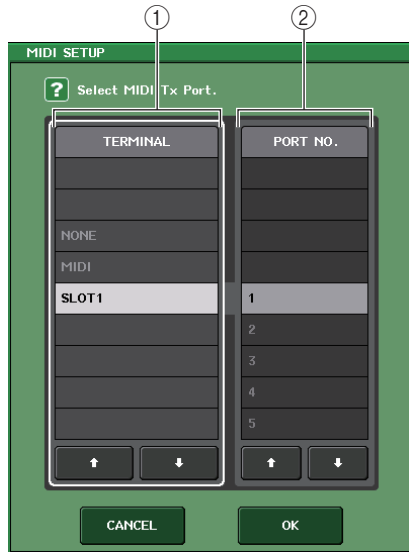 ① ②
MIDI SETUP
? Select MIDI Tx Port.
TERMINAL PORT NO.
NONE
MIDI
SLOT1 1
2
3
4
5
CANCEL OK